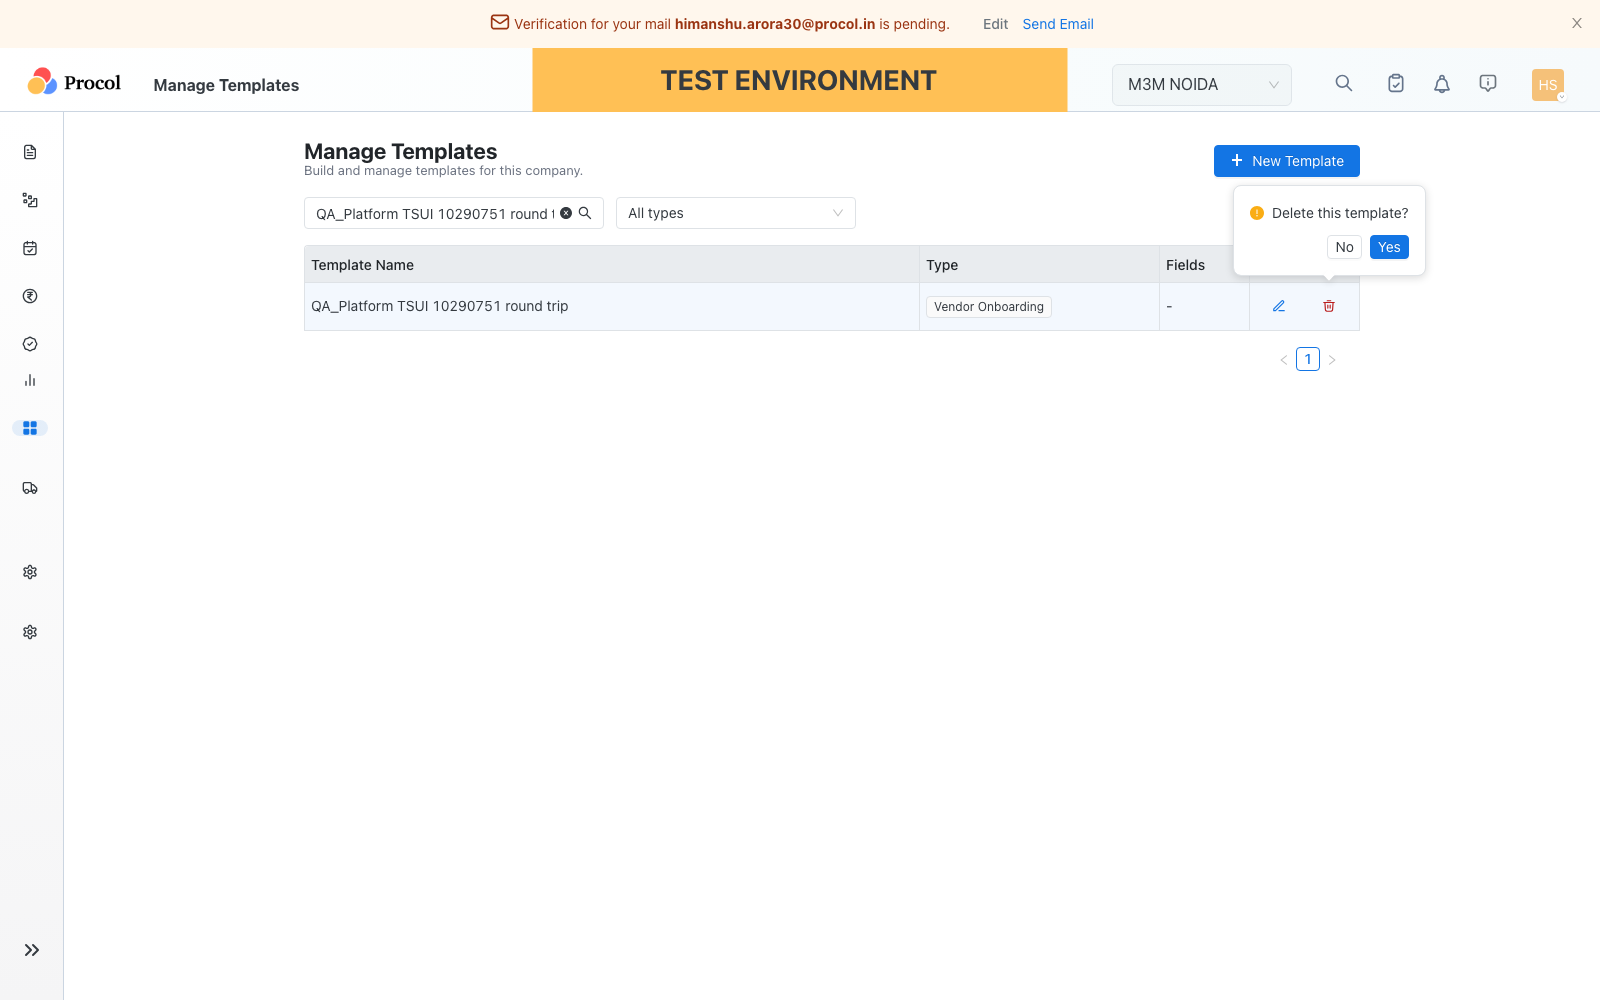 Verification for your mail himanshu.arora30@procol.in is pending. Edit Send Email
Procol
Manage Templates
TEST ENVIRONMENT
M3M NOIDA
HS
Manage Templates
Build and manage templates for this company.
New Template
QA_Platform TSUI 10290751 round
All types
Delete this template?
No Yes
Template Name Type Fields
QA_Platform TSUI 10290751 round trip Vendor Onboarding -
1